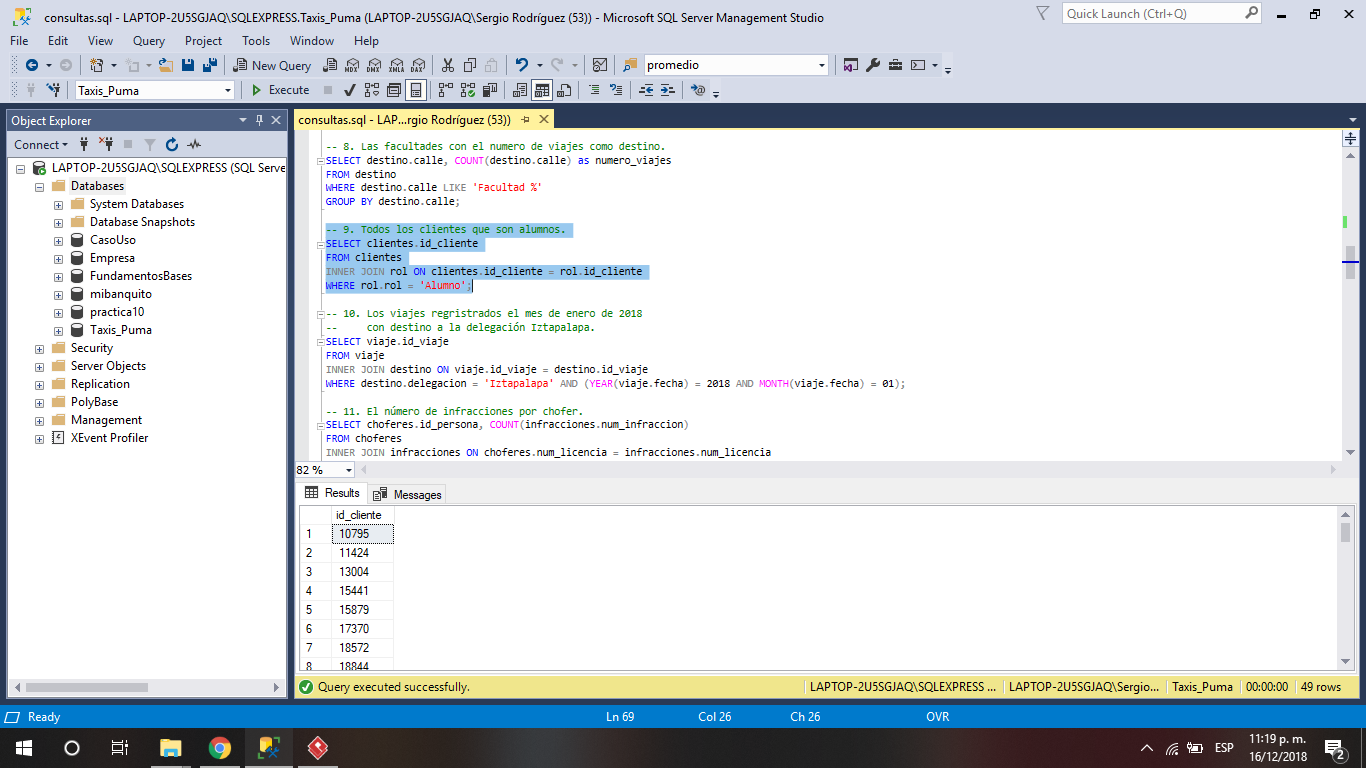 consultas.sql - LAPTOP-2U5SGJAQ\SQLEXPRESS.Taxis_Puma (LAPTOP-2U5SGJAQ\Sergio Rodríguez (53)) - Microsoft SQL Server Management Studio
Quick Launch (Ctrl+Q)
File Edit View Query Project Tools Window Help
New Query
MDX DMX XMLA DAX
promedio
Taxis_Puma
Execute
Object Explorer
Connect
LAPTOP-2U5SGJAQ\SQLEXPRESS (SQL Serve
Databases
System Databases
Database Snapshots
CasoUso
Empresa
FundamentosBases
mibanquito
practica10
Taxis_Puma
Security
Server Objects
Replication
PolyBase
Management
XEvent Profiler
consultas.sql - LAP...rgio Rodríguez (53))
-- 8. Las facultades con el numero de viajes como destino.
SELECT destino.calle, COUNT(destino.calle) as numero_viajes
FROM destino
WHERE destino.calle LIKE 'Facultad %'
GROUP BY destino.calle;
-- 9. Todos los clientes que son alumnos.
SELECT clientes.id_cliente
FROM clientes
INNER JOIN rol ON clientes.id_cliente = rol.id_cliente
WHERE rol.rol = 'Alumno';
-- 10. Los viajes regristrados el mes de enero de 2018
-- con destino a la delegación Iztapalapa.
SELECT viaje.id_viaje
FROM viaje
INNER JOIN destino ON viaje.id_viaje = destino.id_viaje
WHERE destino.delegacion = 'Iztapalapa' AND (YEAR(viaje.fecha) = 2018 AND MONTH(viaje.fecha) = 01);
-- 11. El número de infracciones por chofer.
SELECT choferes.id_persona, COUNT(infracciones.num_infraccion)
FROM choferes
INNER JOIN infracciones ON choferes.num_licencia = infracciones.num_licencia
82 %
Results Messages
id_cliente
1 10795
2 11424
3 13004
4 15441
5 15879
6 17370
7 18572
8 18844
Query executed successfully.
LAPTOP-2U5SGJAQ\SQLEXPRESS ... LAPTOP-2U5SGJAQ\Sergio... Taxis_Puma 00:00:00 49 rows
Ready Ln 69 Col 26 Ch 26 OVR
ESP
11:19 p. m.
16/12/2018
2